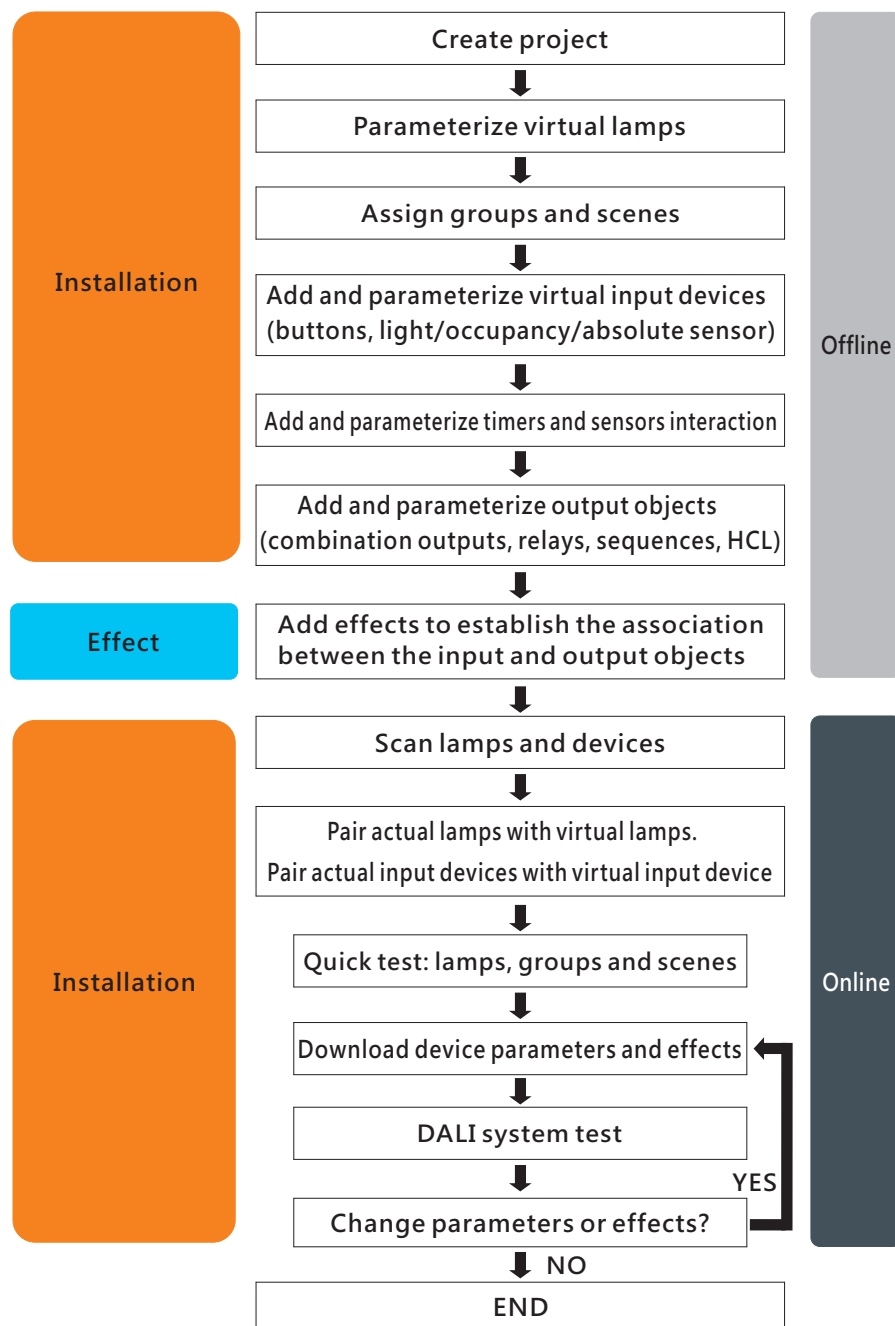 Create project
Parameterize virtual lamps
Assign groups and scenes
Installation
Add and parameterize virtual input devices
(buttons, light/occupancy/absolute sensor)
Offline
Add and parameterize timers and sensors interaction
Add and parameterize output objects
(combination outputs, relays, sequences, HCL)
Effect
Add effects to establish the association
between the input and output objects
Scan lamps and devices
Pair actual lamps with virtual lamps.
Pair actual input devices with virtual input device
Quick test: lamps, groups and scenes
Installation
Online
Download device parameters and effects
DALI system test
YES
Change parameters or effects?
NO
END